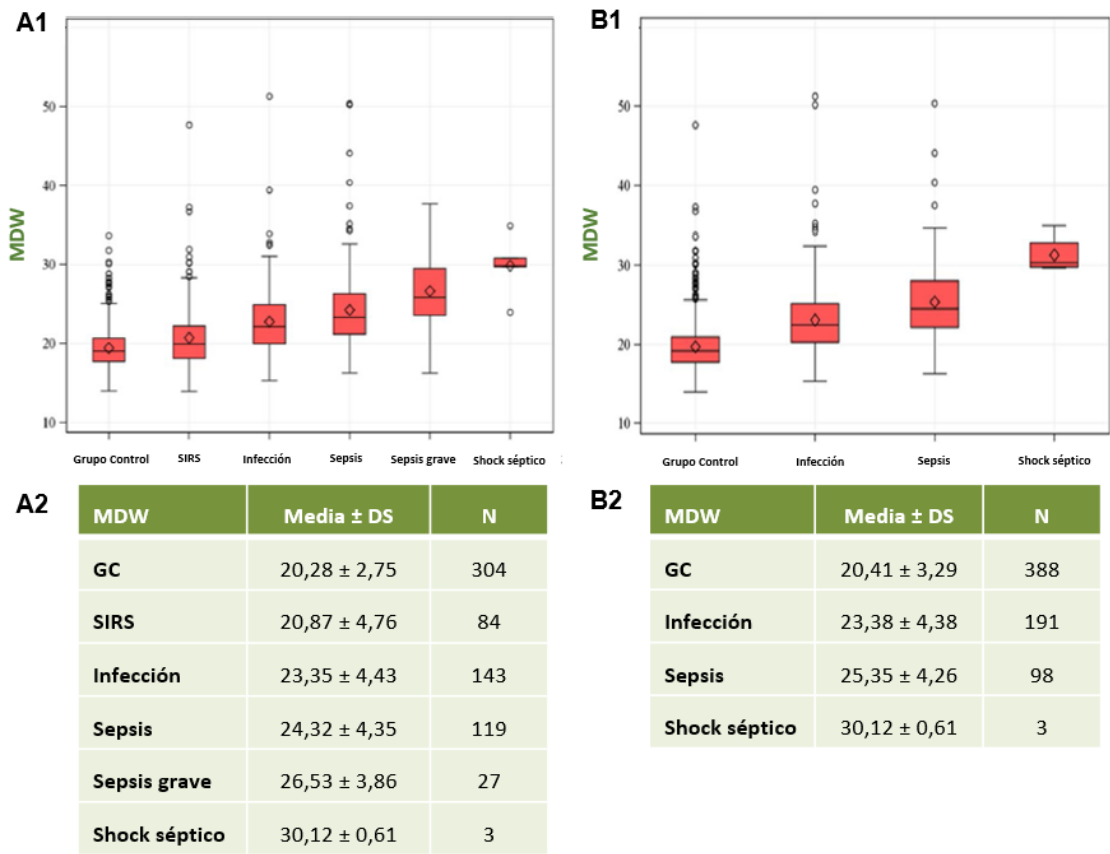 A1
MDW
50
40
30
20
10
Grupo Control SIRS Infección Sepsis Sepsis grave Shock séptico
B1
MDW
50
40
30
20
10
Grupo Control Infección Sepsis Shock séptico
A2
MDW Media ± DS N
GC 20,28 ± 2,75 304
SIRS 20,87 ± 4,76 84
Infección 23,35 ± 4,43 143
Sepsis 24,32 ± 4,35 119
Sepsis grave 26,53 ± 3,86 27
Shock séptico 30,12 ± 0,61 3
B2
MDW Media ± DS N
GC 20,41 ± 3,29 388
Infección 23,38 ± 4,38 191
Sepsis 25,35 ± 4,26 98
Shock séptico 30,12 ± 0,61 3